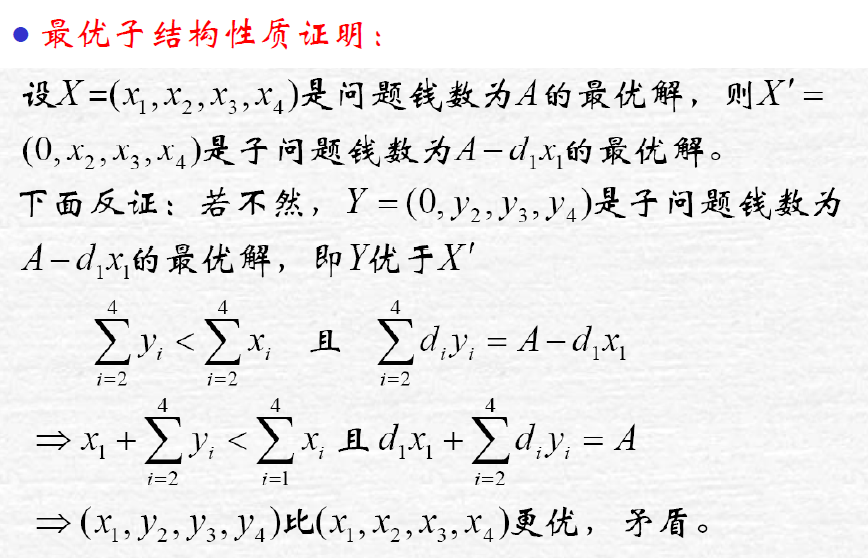 ● 最优子结构性质证明：
设X=(x₁,x₂,x₃,x₄)是问题钱数为A的最优解，则X′=
(0,x₂,x₃,x₄)是子问题钱数为A−d₁x₁的最优解。
下面反证：若不然，Y=(0,y₂,y₃,y₄)是子问题钱数为
A−d₁x₁的最优解，即Y优于X′
∑_{i=2}^{4} y_i < ∑_{i=2}^{4} x_i 且 ∑_{i=2}^{4} d_i y_i = A−d₁x₁
⇒ x₁+∑_{i=2}^{4} y_i < ∑_{i=1}^{4} x_i 且 d₁x₁+∑_{i=2}^{4} d_i y_i = A
⇒ (x₁,y₂,y₃,y₄)比(x₁,x₂,x₃,x₄)更优，矛盾。